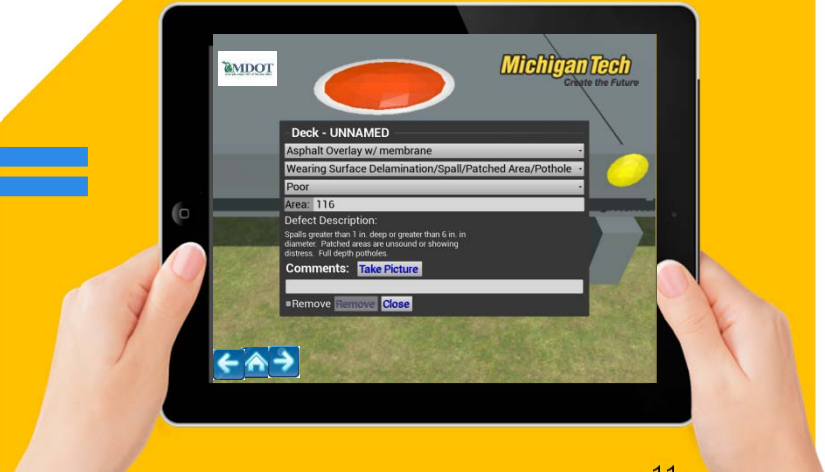 MDOT
Michigan Tech
Create the Future
Deck - UNNAMED
Asphalt Overlay w/ membrane
Wearing Surface Delamination/Spall/Patched Area/Pothole
Poor
Area: 116
Defect Description:
Spalls greater than 1 in. deep or greater than 6 in. in
diameter. Patched areas are unsound or showing
distress. Full depth potholes.
Comments: Take Picture
Remove Remove Close
11